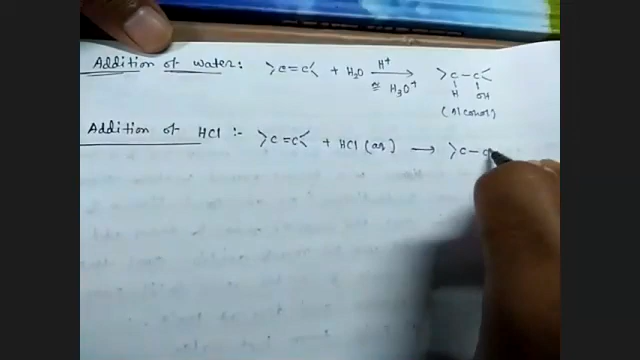 Addition of water: >C=C< + H2O H+ → ≅ H3O+ >C-C<
H OH
(Alcohol)
Addition of HCl :- >C=C< + HCl (aq) → >C-C